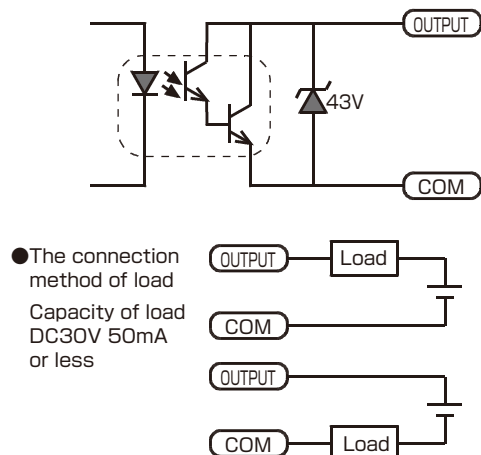 OUTPUT
43V
COM
●The connection
method of load
Capacity of load
DC30V 50mA
or less
OUTPUT
Load
COM
OUTPUT
COM
Load